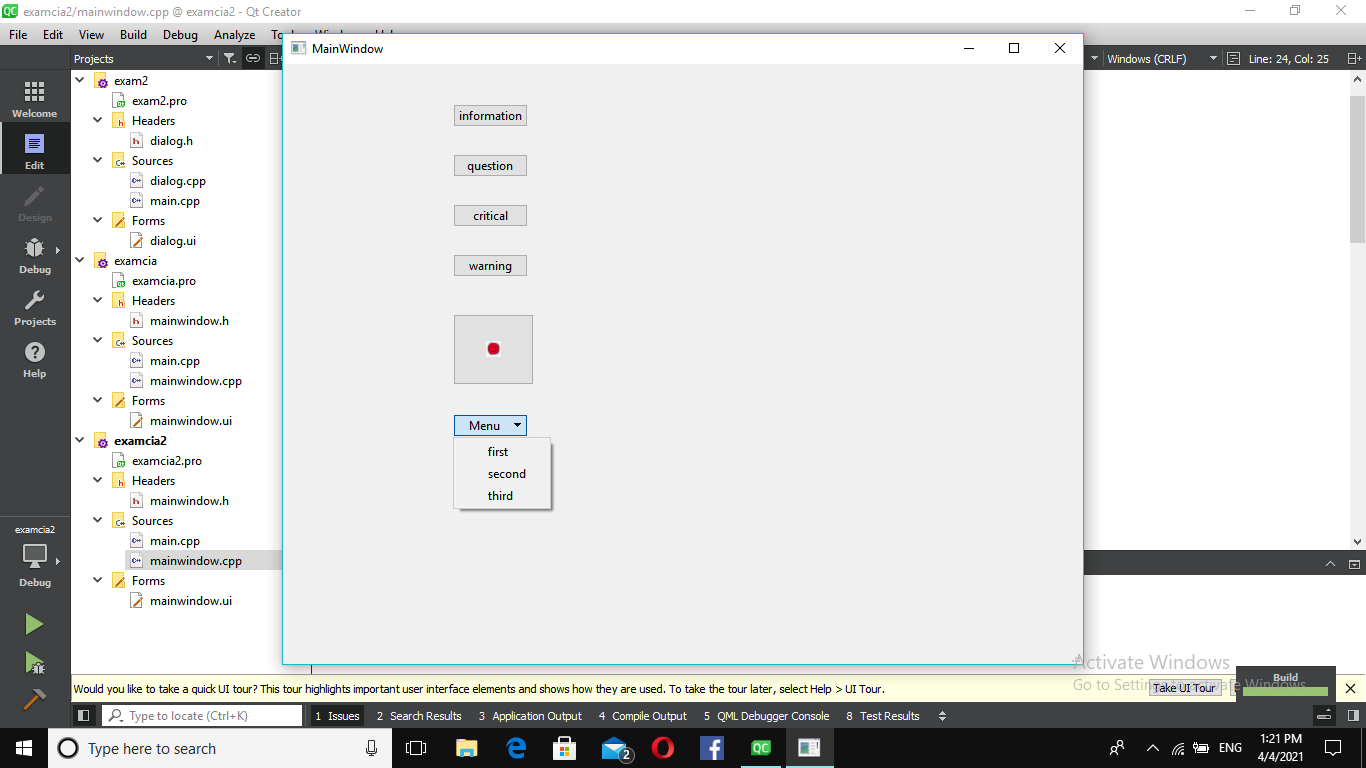 examcia2/mainwindow.cpp @ examcia2 - Qt Creator
File Edit View Build Debug Analyze
MainWindow
Projects
Windows (CRLF)
Line: 24, Col: 25
Welcome
Edit
Design
Debug
Projects
Help
exam2
exam2.pro
Headers
dialog.h
Sources
dialog.cpp
main.cpp
Forms
dialog.ui
examcia
examcia.pro
Headers
mainwindow.h
Sources
main.cpp
mainwindow.cpp
Forms
mainwindow.ui
examcia2
examcia2.pro
Headers
mainwindow.h
Sources
main.cpp
mainwindow.cpp
Forms
mainwindow.ui
information
question
critical
warning
Menu
first
second
third
examcia2
Debug
Activate Windows
Build
Would you like to take a quick UI tour? This tour highlights important user interface elements and shows how they are used. To take the tour later, select Help > UI Tour.
Take UI Tour
Type to locate (Ctrl+K)
1 Issues
2 Search Results
3 Application Output
4 Compile Output
5 QML Debugger Console
8 Test Results
Type here to search
2
QC
ENG
1:21 PM
4/4/2021